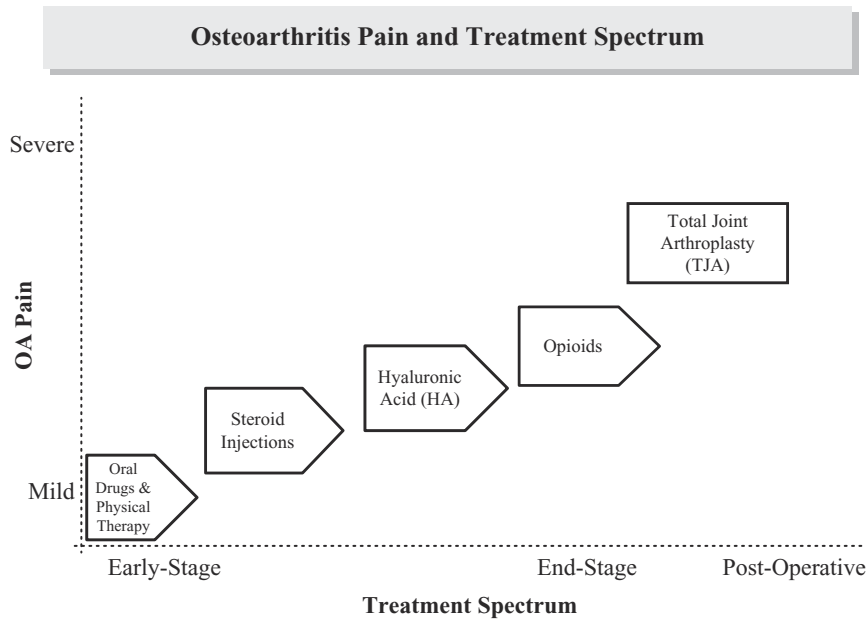 Osteoarthritis Pain and Treatment Spectrum
Severe
Total Joint
Arthroplasty
(TJA)
OA Pain
Opioids
Hyaluronic
Acid (HA)
Steroid
Injections
Mild
Oral
Drugs &
Physical
Therapy
Early-Stage
End-Stage
Post-Operative
Treatment Spectrum